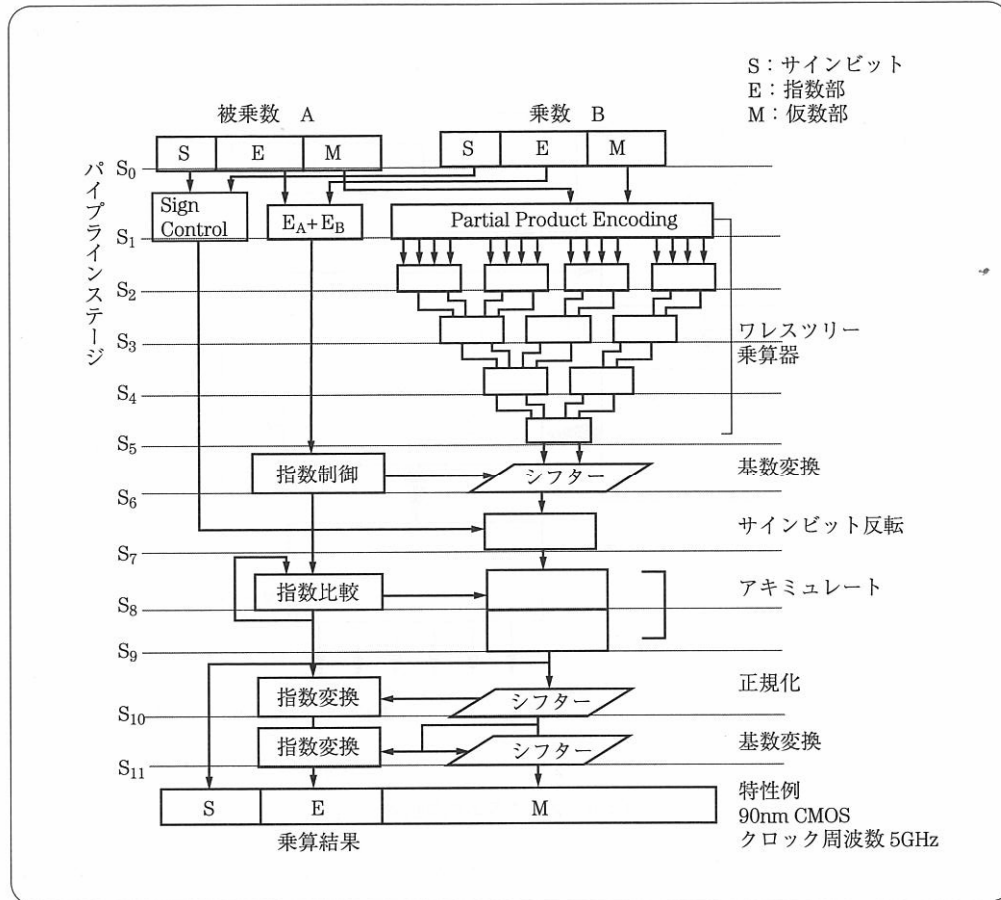 S:サインビット
E:指数部
M:仮数部
被乗数 A
乗数 B
S E M
S E M
パイプラインステージ
S0
Sign Control
EA+EB
Partial Product Encoding
S1
S2
S3
ワレスツリー
乗算器
S4
S5
指数制御
シフター
基数変換
S6
サインビット反転
S7
指数比較
アキミュレート
S8
S9
指数変換
シフター
正規化
S10
指数変換
シフター
基数変換
S11
S E M
乗算結果
特性例
90nm CMOS
クロック周波数 5GHz